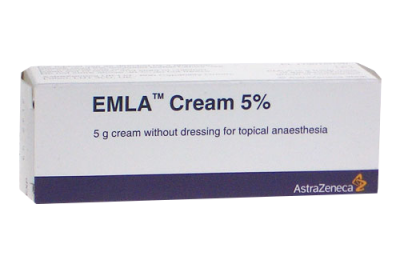 EMLA™ Cream 5%
5 g cream without dressing for topical anaesthesia
AstraZeneca